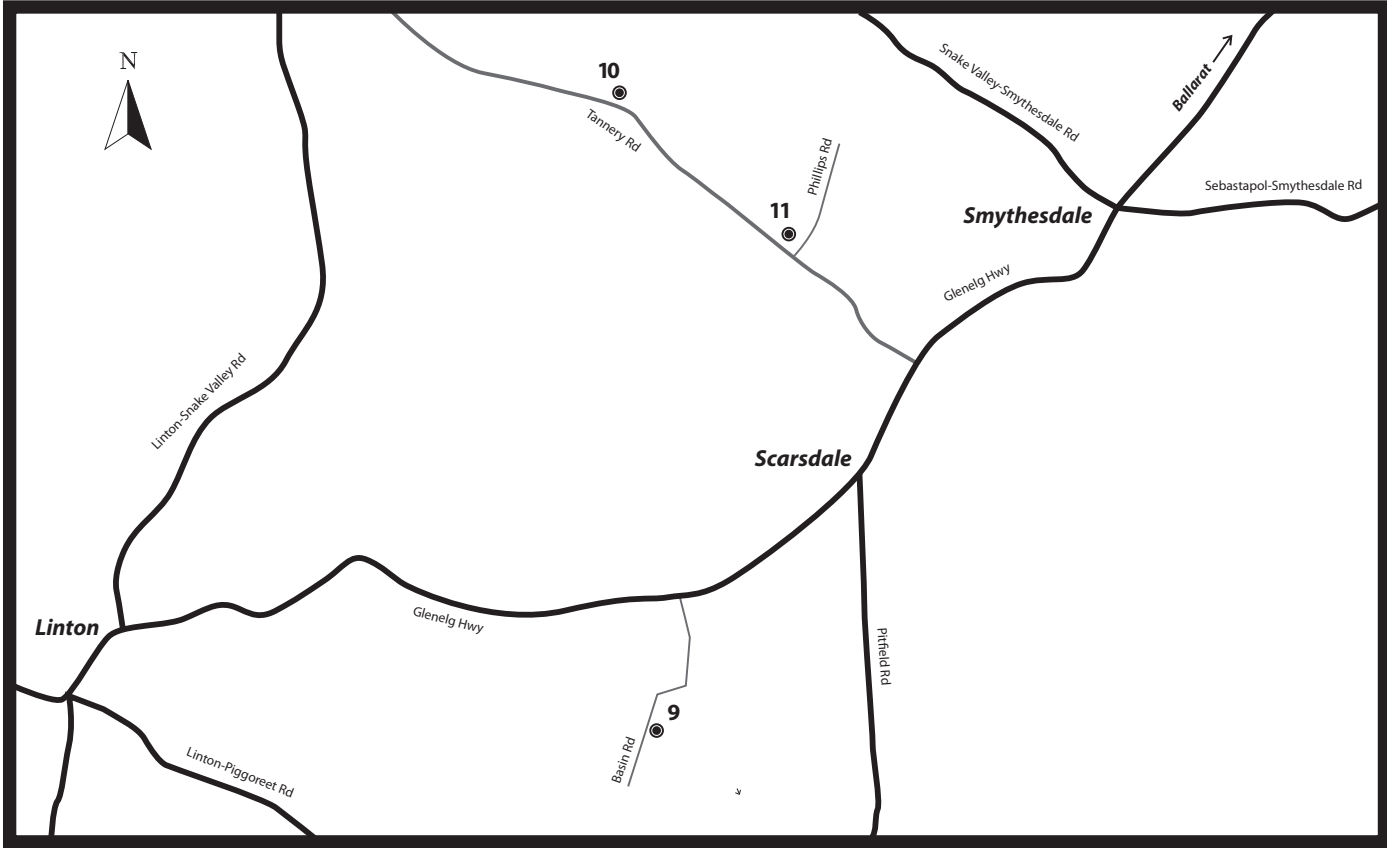 N
10
Tannery Rd
Snake Valley-Smythesdale Rd
Ballarat
Phillips Rd
11
Sebastapol-Smythesdale Rd
Smythesdale
Glenelg Hwy
Linton-Snake Valley Rd
Scarsdale
Linton
Glenelg Hwy
Pitfield Rd
9
Basin Rd
Linton-Piggoreet Rd